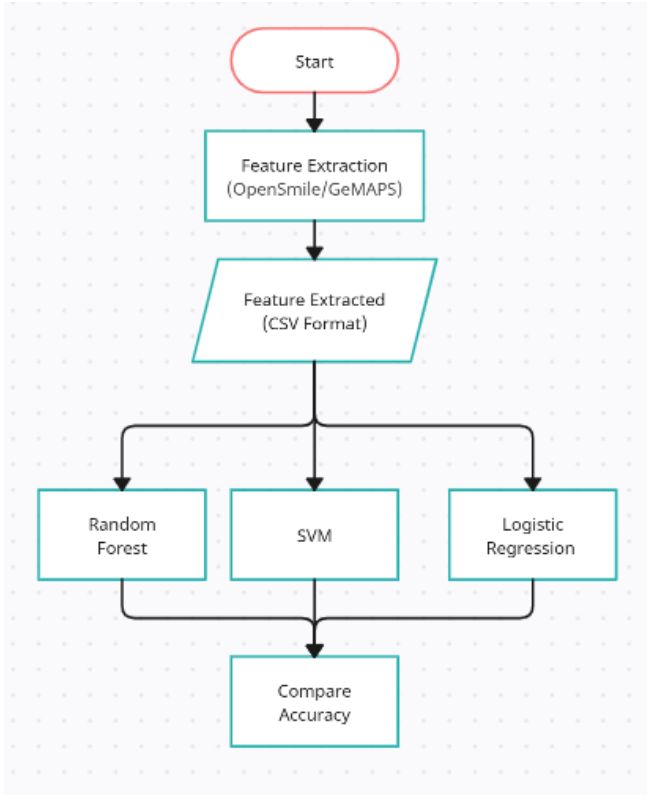 Start
Feature Extraction
(OpenSmile/GeMAPS)
Feature Extracted
(CSV Format)
Random
Forest
SVM
Logistic
Regression
Compare
Accuracy